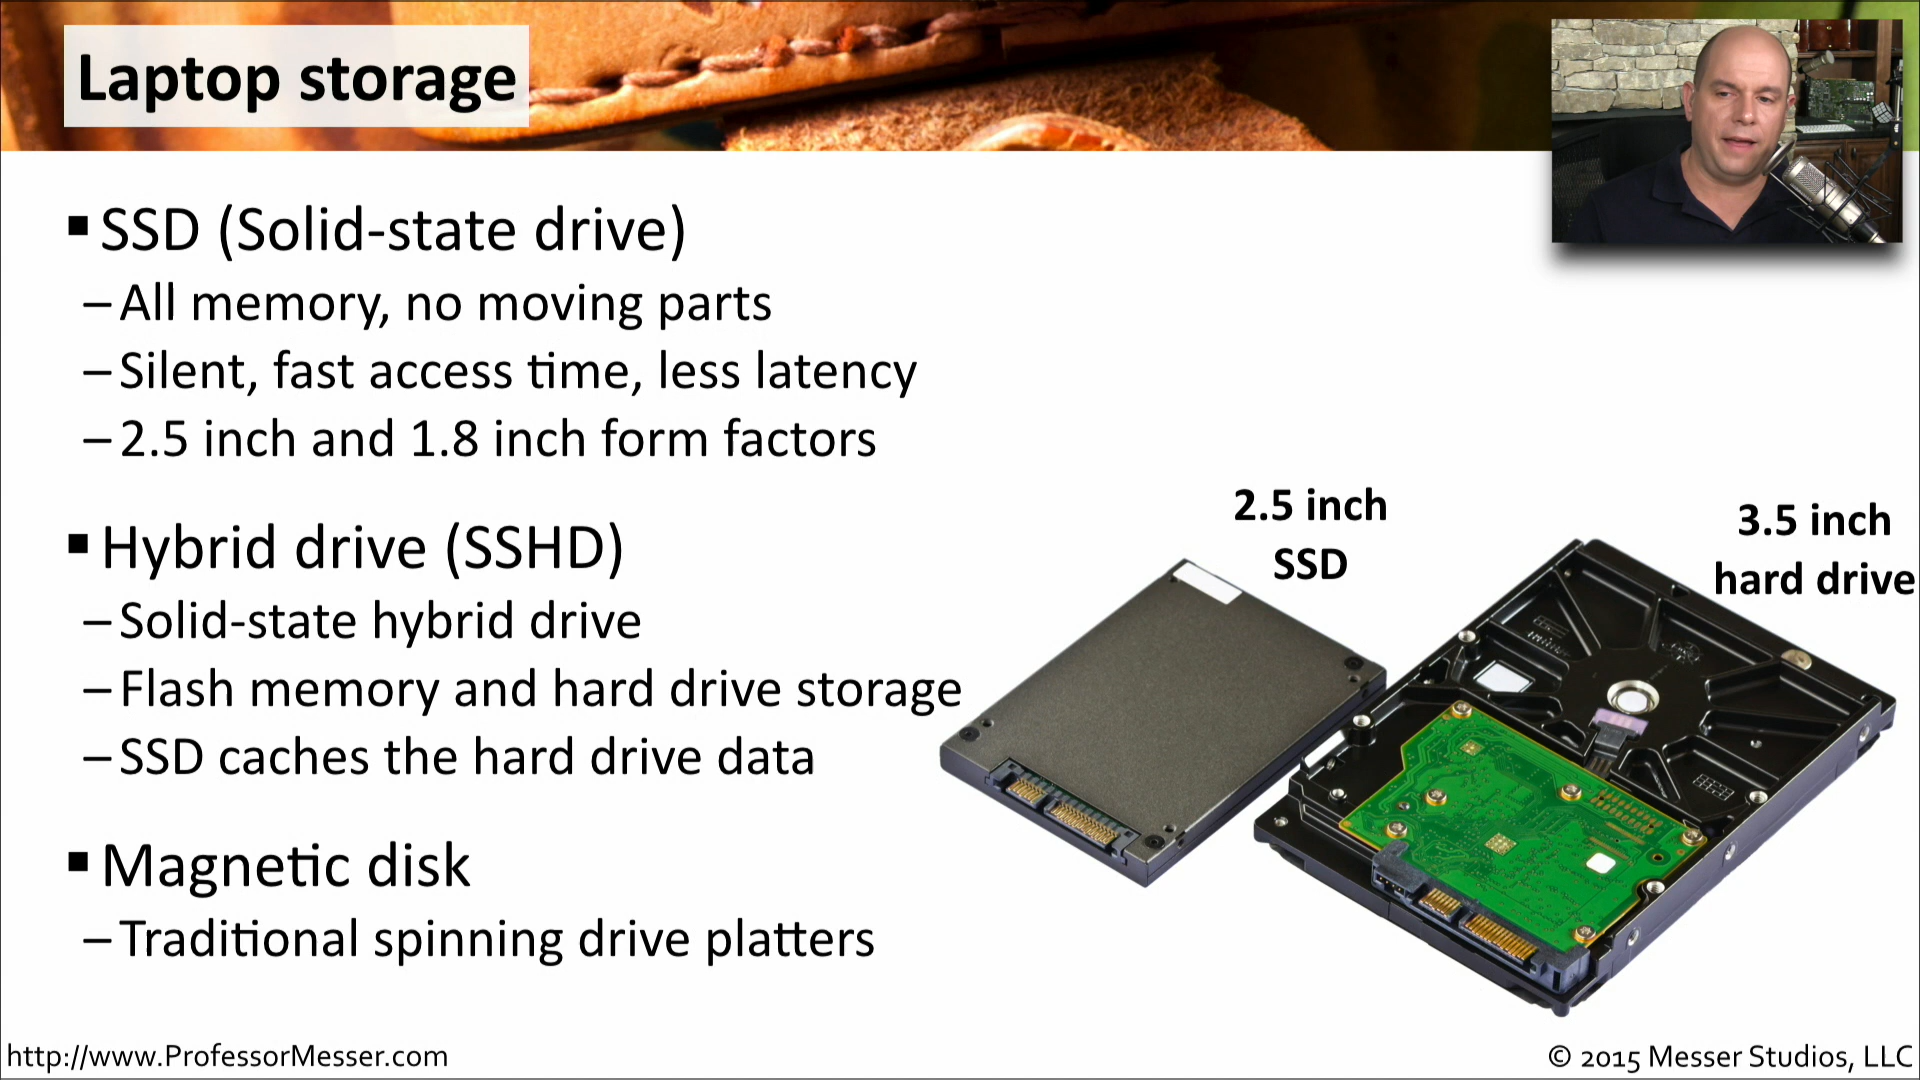 Laptop storage
▪ SSD (Solid-state drive)
– All memory, no moving parts
– Silent, fast access time, less latency
– 2.5 inch and 1.8 inch form factors
▪ Hybrid drive (SSHD)
– Solid-state hybrid drive
– Flash memory and hard drive storage
– SSD caches the hard drive data
▪ Magnetic disk
– Traditional spinning drive platters
2.5 inch
SSD
3.5 inch
hard drive
http://www.ProfessorMesser.com
© 2015 Messer Studios, LLC